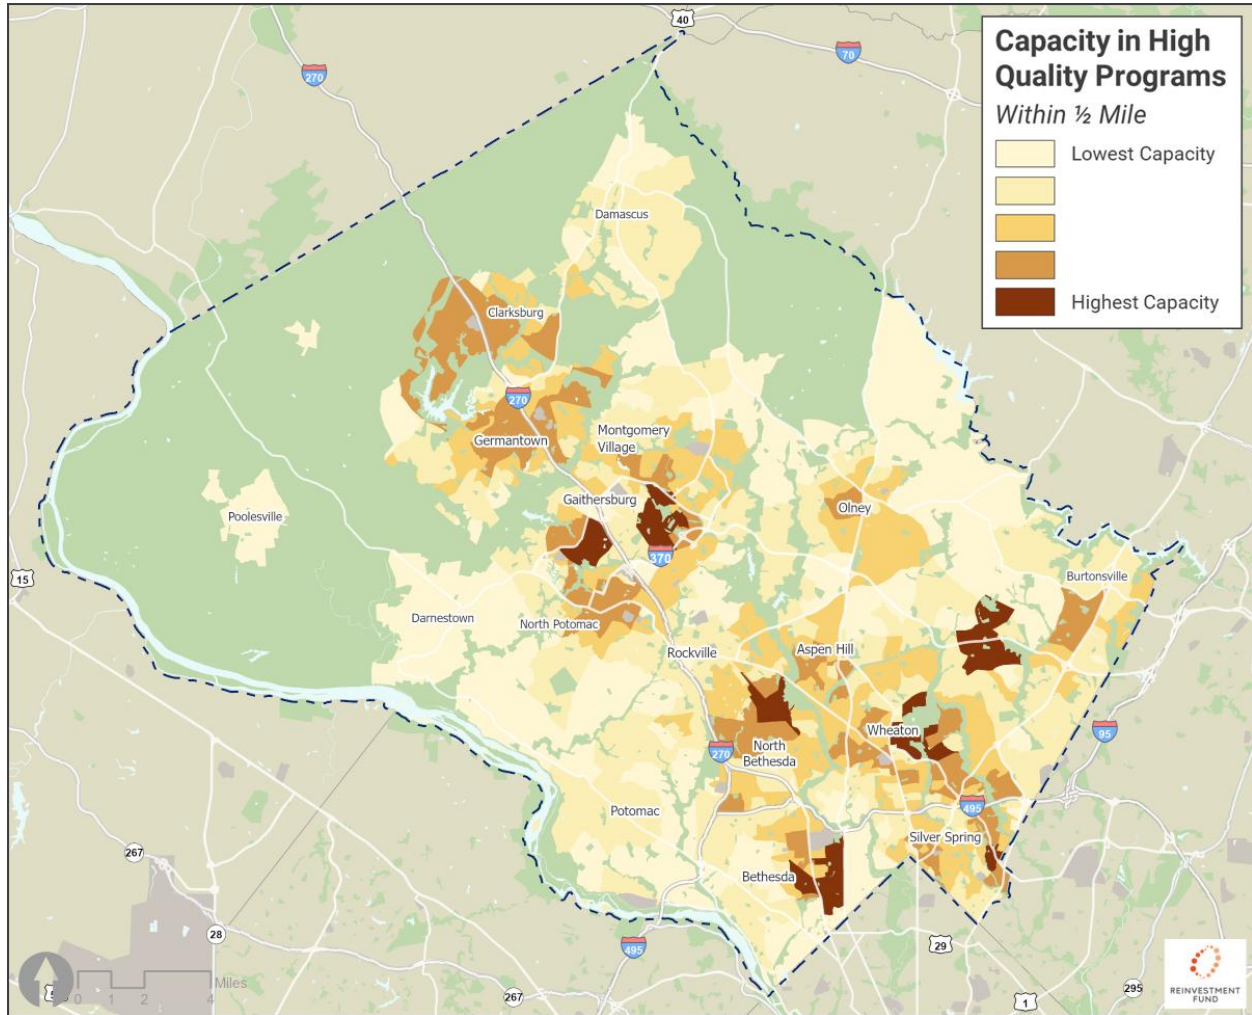 40
270
70
Capacity in High
Quality Programs
Within ½ Mile
Lowest Capacity
Highest Capacity
Damascus
Clarksburg
270
Germantown
Montgomery
Village
Gaithersburg
Olney
Poolesville
370
15
Burtonsville
Darnestown
North Potomac
Rockville
Aspen Hill
Wheaton
95
270
North
Bethesda
Potomac
495
Silver Spring
267
Bethesda
28
495
29
Miles
0 2 4
267
1
295
REINVESTMENT
FUND